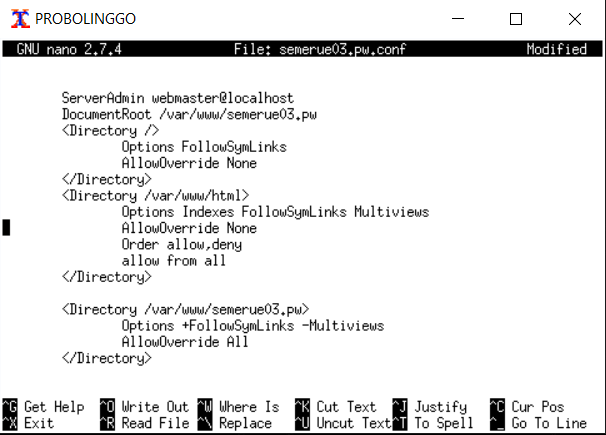 PROBOLINGGO
GNU nano 2.7.4 File: semerue03.pw.conf Modified
ServerAdmin webmaster@localhost
DocumentRoot /var/www/semerue03.pw
<Directory />
Options FollowSymLinks
AllowOverride None
</Directory>
<Directory /var/www/html>
Options Indexes FollowSymLinks Multiviews
AllowOverride None
Order allow,deny
allow from all
</Directory>
<Directory /var/www/semerue03.pw>
Options +FollowSymLinks -Multiviews
AllowOverride All
</Directory>
^G Get Help ^O Write Out ^W Where Is ^K Cut Text ^J Justify ^C Cur Pos
^X Exit ^R Read File ^\ Replace ^U Uncut Text ^T To Spell ^_ Go To Line